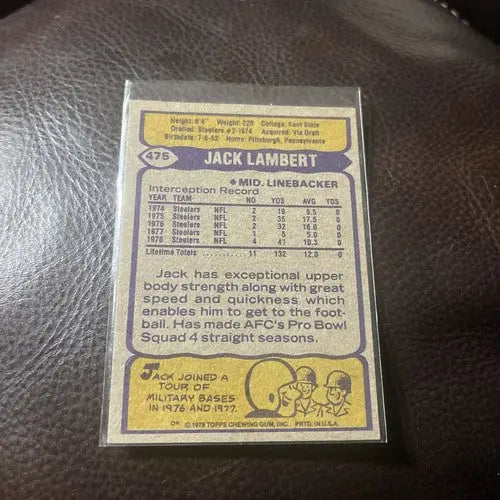 Height: 6'4" Weight: 220 College: Kent State
Drafted: Steelers #2-1974 Acquired: Via Draft
Birthdate: 7-8-52 Home: Pittsburgh, Pennsylvania
475 JACK LAMBERT
• MID. LINEBACKER
Interception Record
YEAR TEAM NO YDS AVG TDS
1974 Steelers NFL 2 19 9.5 0
1975 Steelers NFL 2 35 17.5 0
1976 Steelers NFL 2 32 16.0 0
1977 Steelers NFL 1 5 5.0 0
1978 Steelers NFL 4 41 10.3 0
Lifetime Totals 11 132 12.0 0
Jack has exceptional upper
body strength along with great
speed and quickness which
enables him to get to the foot-
ball. Has made AFC's Pro Bowl
Squad 4 straight seasons.
JACK JOINED A
TOUR OF
MILITARY BASES
IN 1976 AND 1977.
D* © 1979 TOPPS CHEWING GUM, INC. PRTD. IN U.S.A.